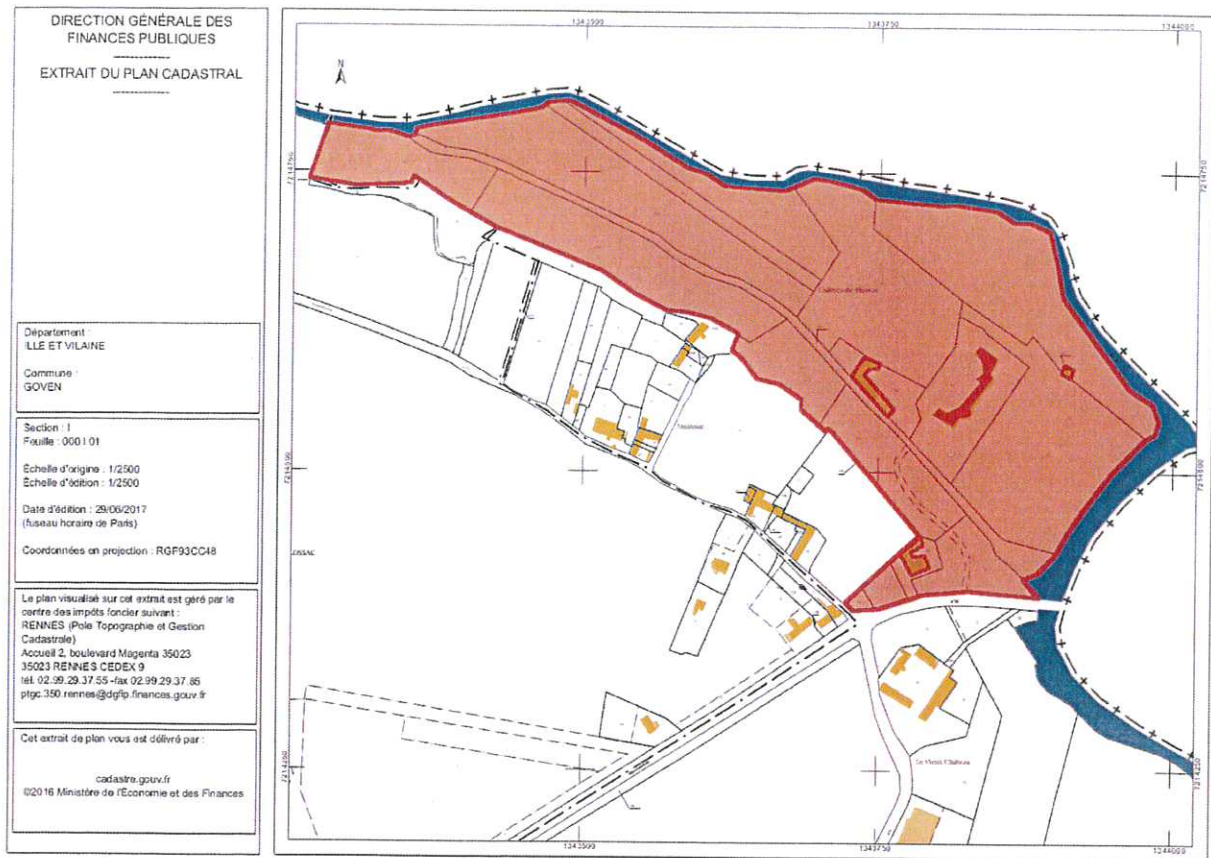 DIRECTION GÉNÉRALE DES
FINANCES PUBLIQUES
EXTRAIT DU PLAN CADASTRAL
Département :
ILLE ET VILAINE
Commune :
GOVEN
Section : I
Feuille : 000 I 01
Échelle d'origine : 1/2500
Échelle d'édition : 1/2500
Date d'édition : 29/06/2017
(fuseau horaire de Paris)
Coordonnées en projection : RGF93CC48
Le plan visualisé sur cet extrait est géré par le
centre des impôts foncier suivant :
RENNES (Pole Topographie et Gestion
Cadastrale)
Accueil 2, boulevard Magenta 35023
35023 RENNES CEDEX 9
tél. 02.99.29.37.55 -fax 02.99.29.37.85
ptgc.350.rennes@dgfip.finances.gouv.fr
Cet extrait de plan vous est délivré par :
cadastre.gouv.fr
©2016 Ministère de l'Économie et des Finances
1343500
1343750
1344000
N
7214750
7214750
7214500
7214500
Le Vieux Château
7214250
7214250
1343500
1343750
1344000